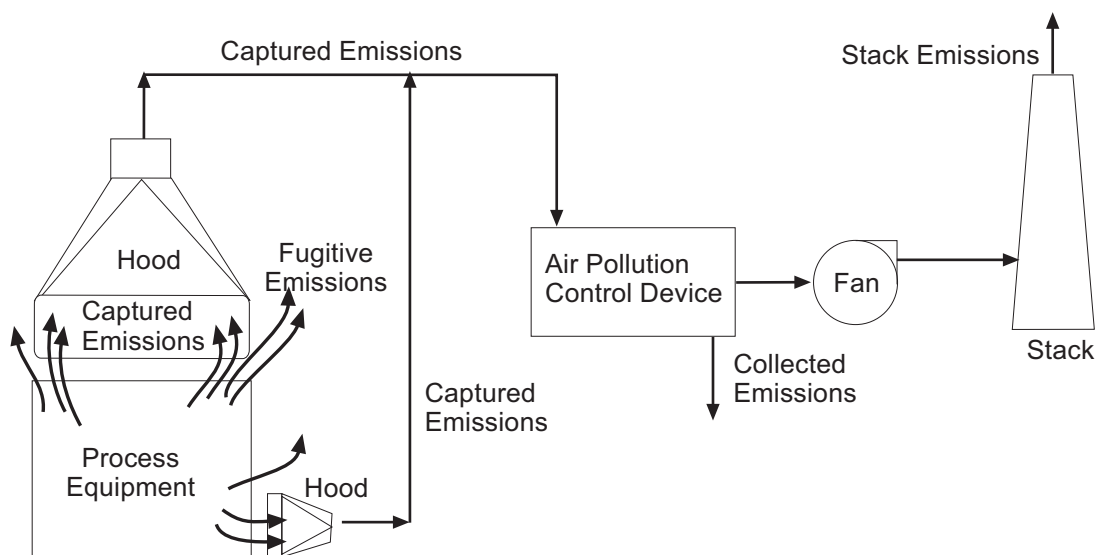 Captured Emissions
Stack Emissions
Hood
Fugitive
Emissions
Captured
Emissions
Air Pollution
Control Device
Fan
Stack
Collected
Emissions
Captured
Emissions
Process
Equipment
Hood